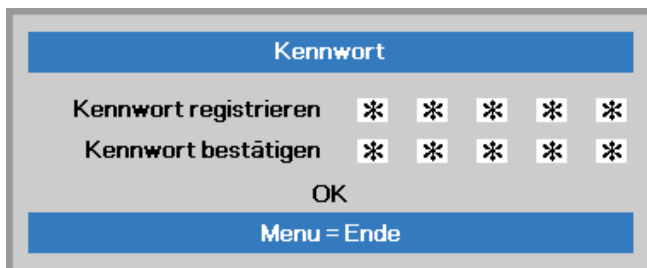 Kennwort
Kennwort registrieren * * * * *
Kennwort bestätigen * * * * *
OK
Menu = Ende